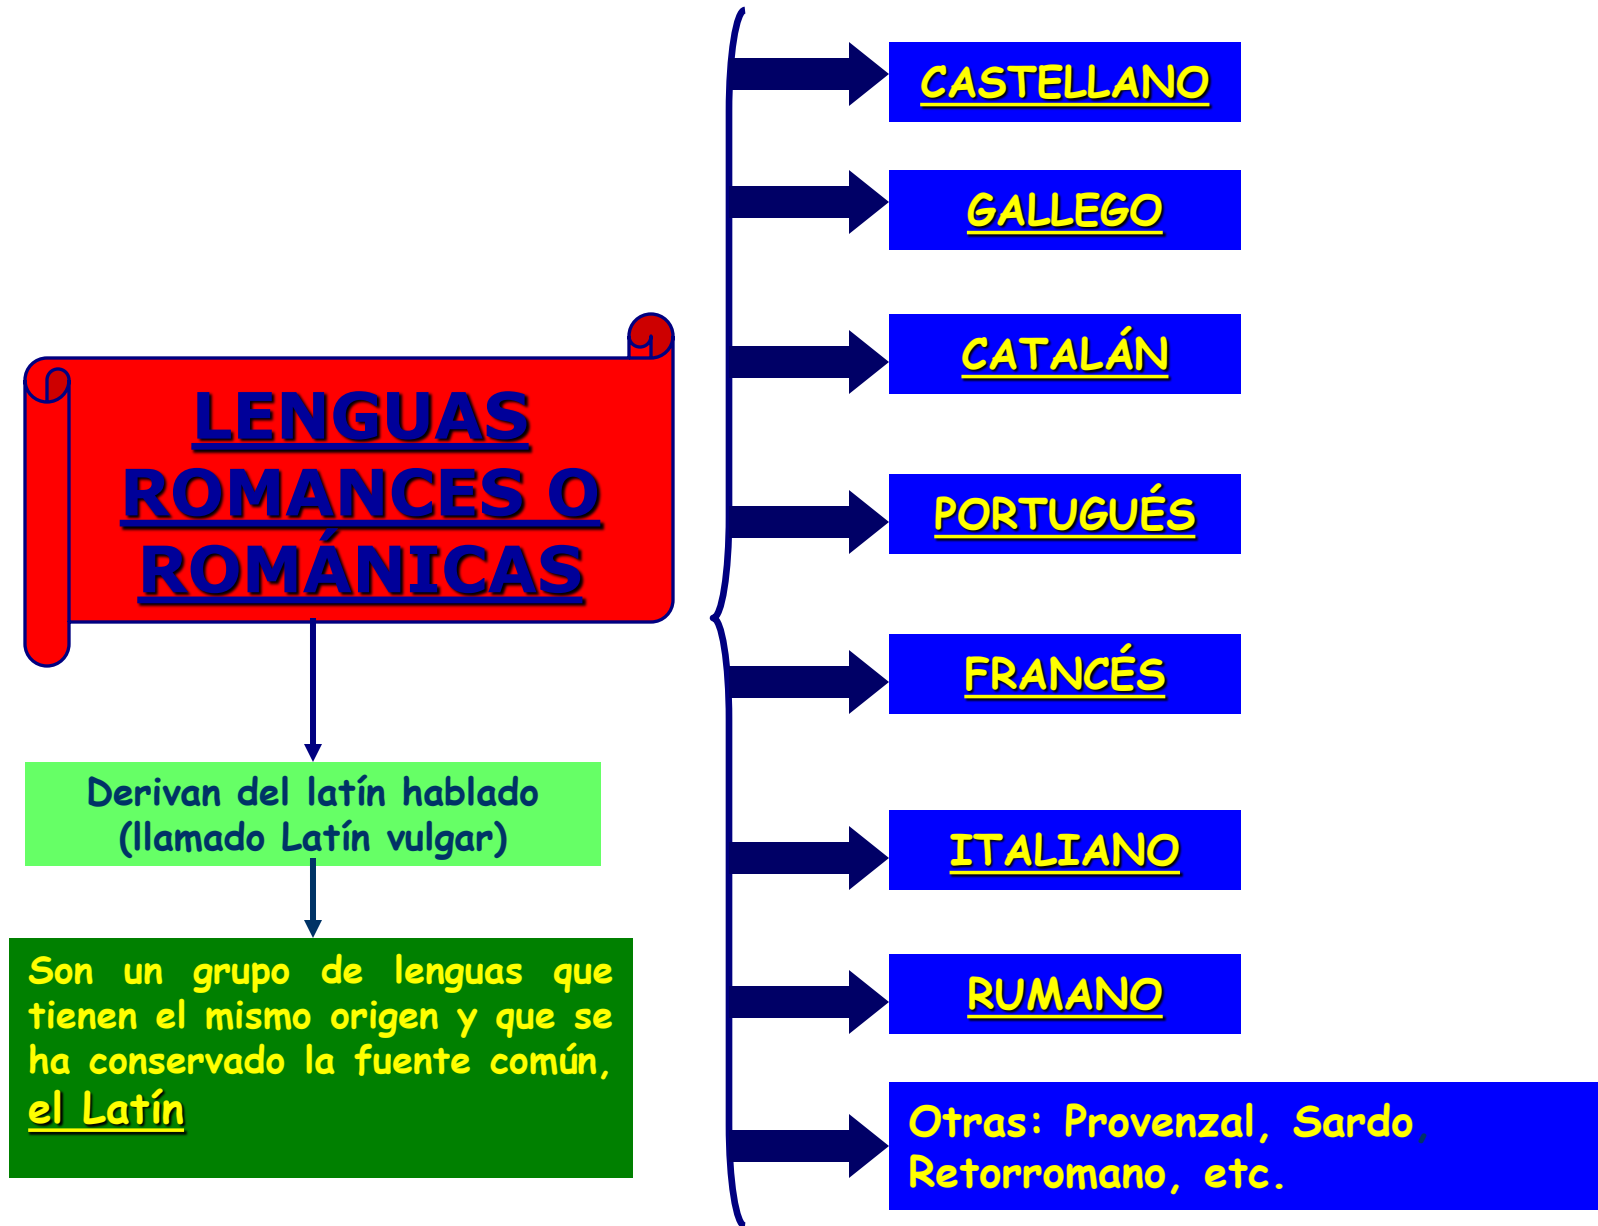 LENGUAS
ROMANCES O
ROMÁNICAS
Derivan del latín hablado
(llamado Latín vulgar)
Son un grupo de lenguas que
tienen el mismo origen y que se
ha conservado la fuente común,
el Latín
CASTELLANO
GALLEGO
CATALÁN
PORTUGUÉS
FRANCÉS
ITALIANO
RUMANO
Otras: Provenzal, Sardo,
Retorromano, etc.